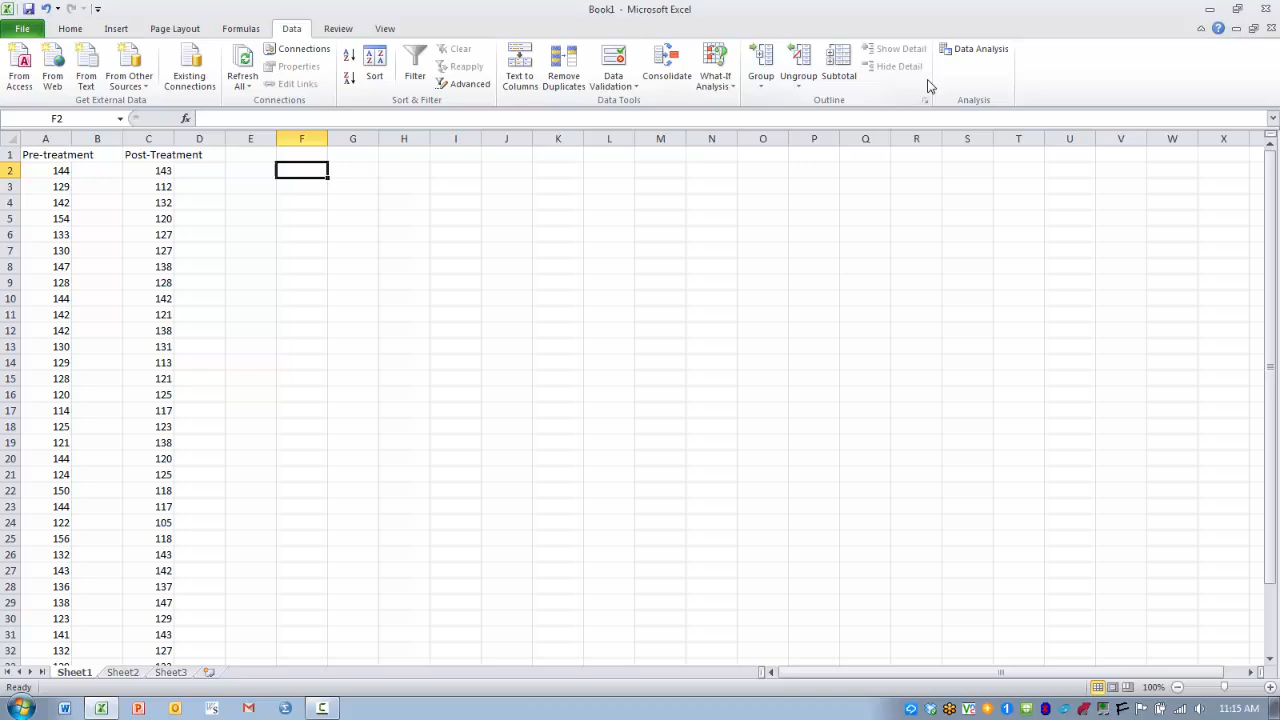 Book1 - Microsoft Excel
File Home Insert Page Layout Formulas Data Review View
From Access From Web From Text From Other Sources Existing Connections
Get External Data
Refresh All Connections Properties Edit Links
Connections
Sort Filter Clear Reapply Advanced
Sort & Filter
Text to Columns Remove Duplicates Data Validation Consolidate What-If Analysis
Data Tools
Group Ungroup Subtotal Show Detail Hide Detail
Outline
Data Analysis
Analysis
F2 fx
A B C D E F G H I J K L M N O P Q R S T U V W X
1 Pre-treatment Post-Treatment
2 144 143
3 129 112
4 142 132
5 154 120
6 133 127
7 130 127
8 147 138
9 128 128
10 144 142
11 142 121
12 142 138
13 130 131
14 129 113
15 128 121
16 120 125
17 114 117
18 125 123
19 121 138
20 144 120
21 124 125
22 150 118
23 144 117
24 122 105
25 156 118
26 132 143
27 143 142
28 136 137
29 138 147
30 123 129
31 141 143
32 132 127
Sheet1 Sheet2 Sheet3
Ready 100%
11:15 AM